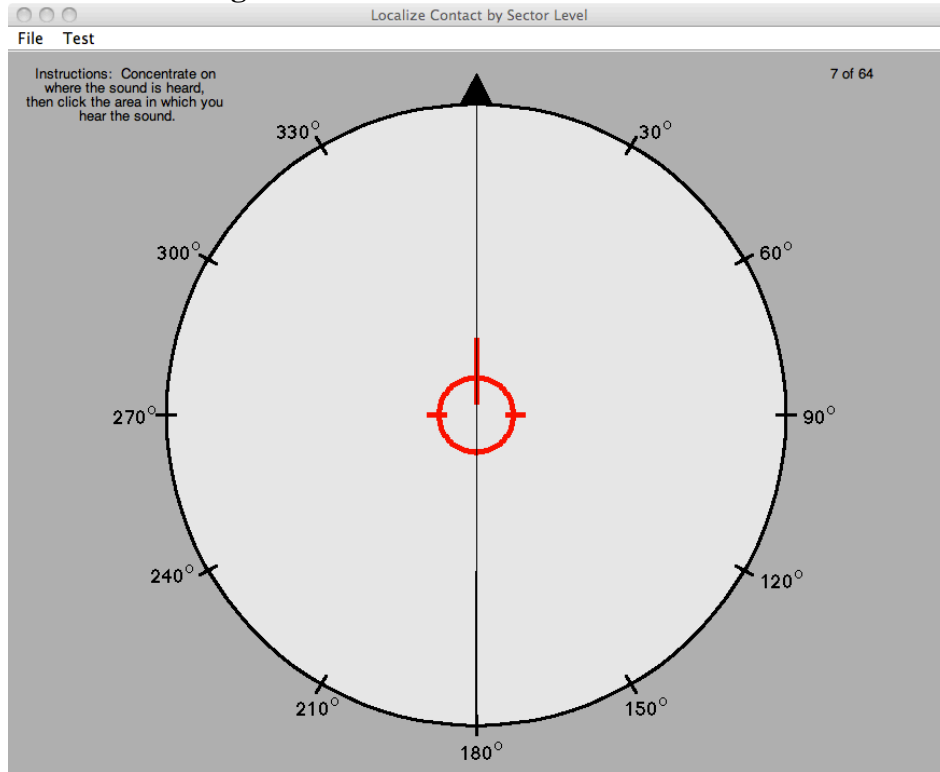 Localize Contact by Sector Level
File Test
Instructions: Concentrate on
where the sound is heard,
then click the area in which you
hear the sound.
7 of 64
330°
30°
300°
60°
270°
90°
240°
120°
210°
150°
180°